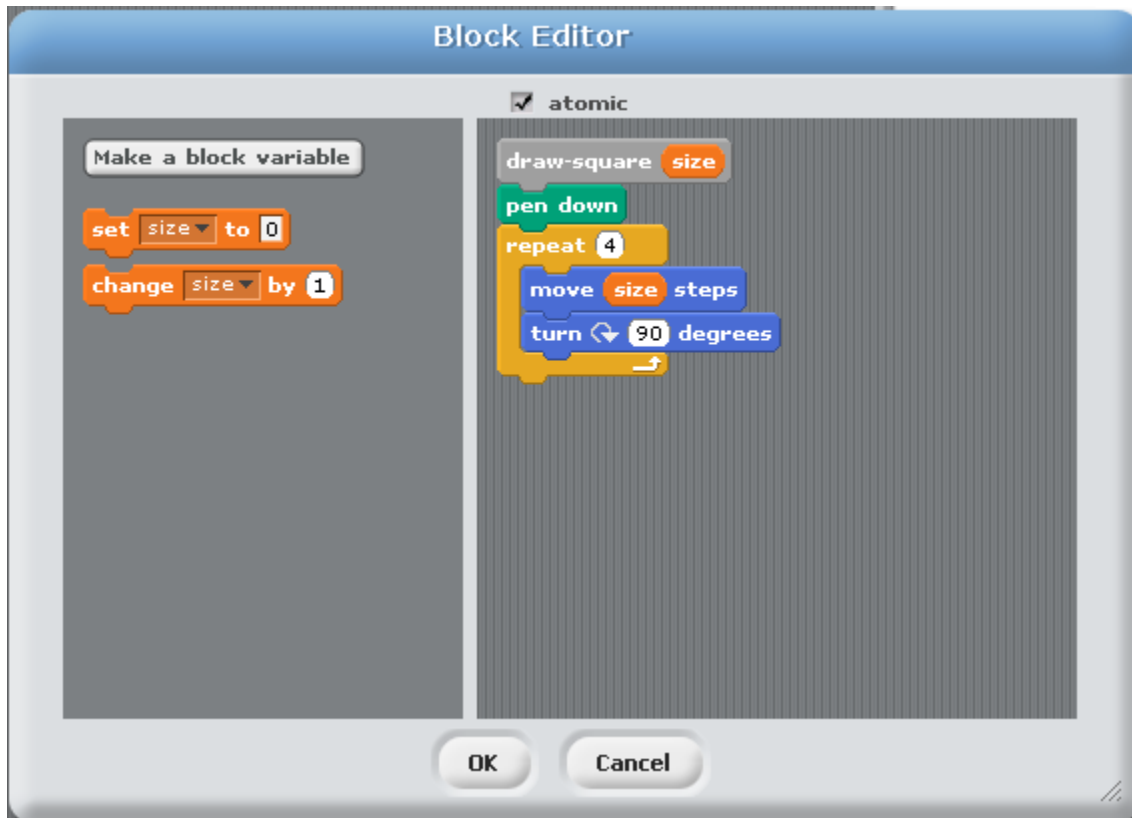 Block Editor
atomic
Make a block variable
set size to 0
change size by 1
draw-square size
pen down
repeat 4
move size steps
turn 90 degrees
OK
Cancel